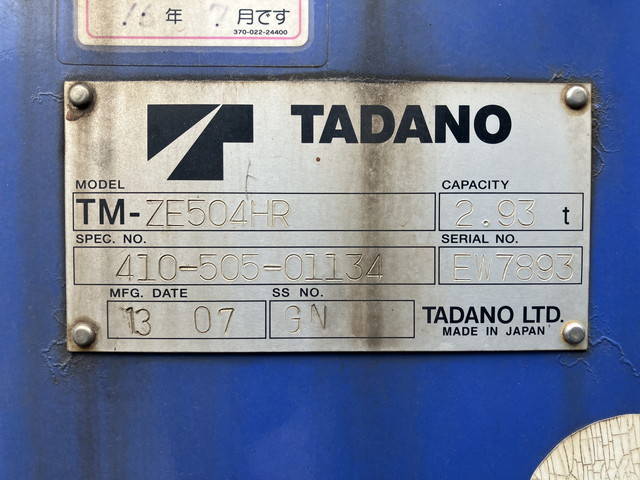 年 7月です
370-022-24400
TADANO
MODEL
TM-ZE504HR
CAPACITY
2.93 t
SPEC. NO.
410-505-01134
SERIAL NO.
EW7893
MFG. DATE
13 07
SS NO.
GN
TADANO LTD.
MADE IN JAPAN